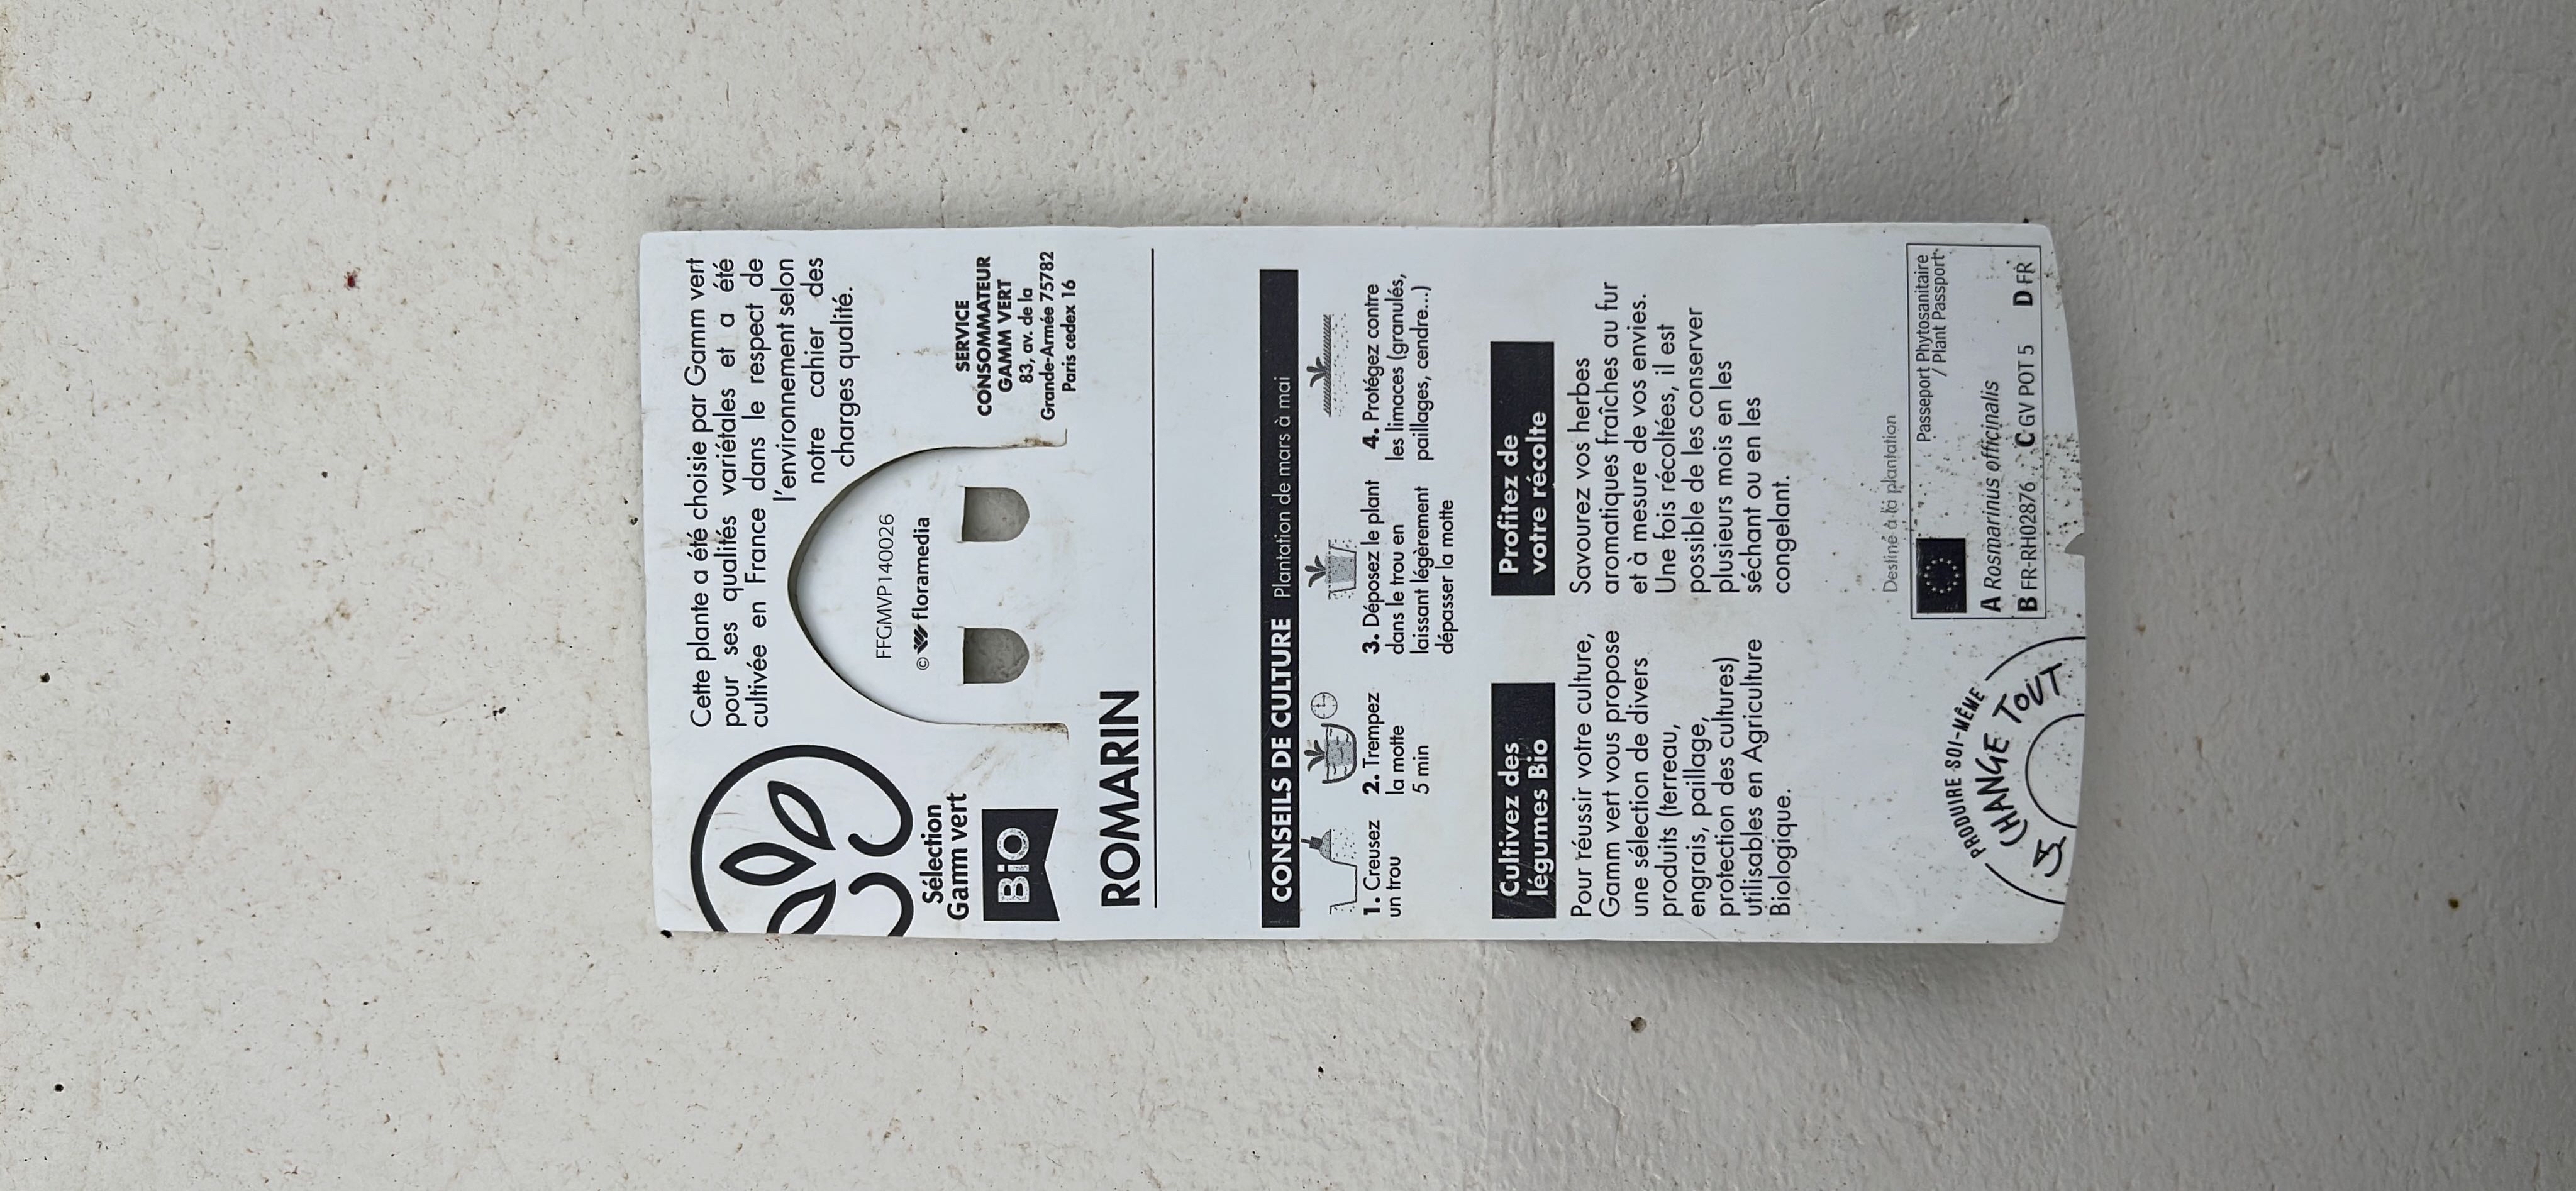 Cette plante a été choisie par Gamm vert
pour ses qualités variétales et a été
cultivée en France dans le respect de
l'environnement selon
notre cahier des
charges qualité.
Sélection
Gamm vert
BiO
FFGMVP140026
© floramedia
SERVICE
CONSOMMATEUR
GAMM VERT
83, av. de la
Grande-Armée 75782
Paris cedex 16
ROMARIN
CONSEILS DE CULTURE Plantation de mars à mai
1. Creusez
un trou
2. Trempez
la motte
5 min
3. Déposez le plant
dans le trou en
laissant légèrement
dépasser la motte
4. Protégez contre
les limaces (granulés,
paillages, cendre...)
Cultivez des
légumes Bio
Pour réussir votre culture,
Gamm vert vous propose
une sélection de divers
produits (terreau,
engrais, paillage,
protection des cultures)
utilisables en Agriculture
Biologique.
Profitez de
votre récolte
Savourez vos herbes
aromatiques fraîches au fur
et à mesure de vos envies.
Une fois récoltées, il est
possible de les conserver
plusieurs mois en les
séchant ou en les
congelant.
PRODUIRE SOI-MÊME
ÇA CHANGE TOUT
Destiné à la plantation
Passeport Phytosanitaire
/ Plant Passport
A Rosmarinus officinalis
B FR-RH02876 C GV POT 5 D FR